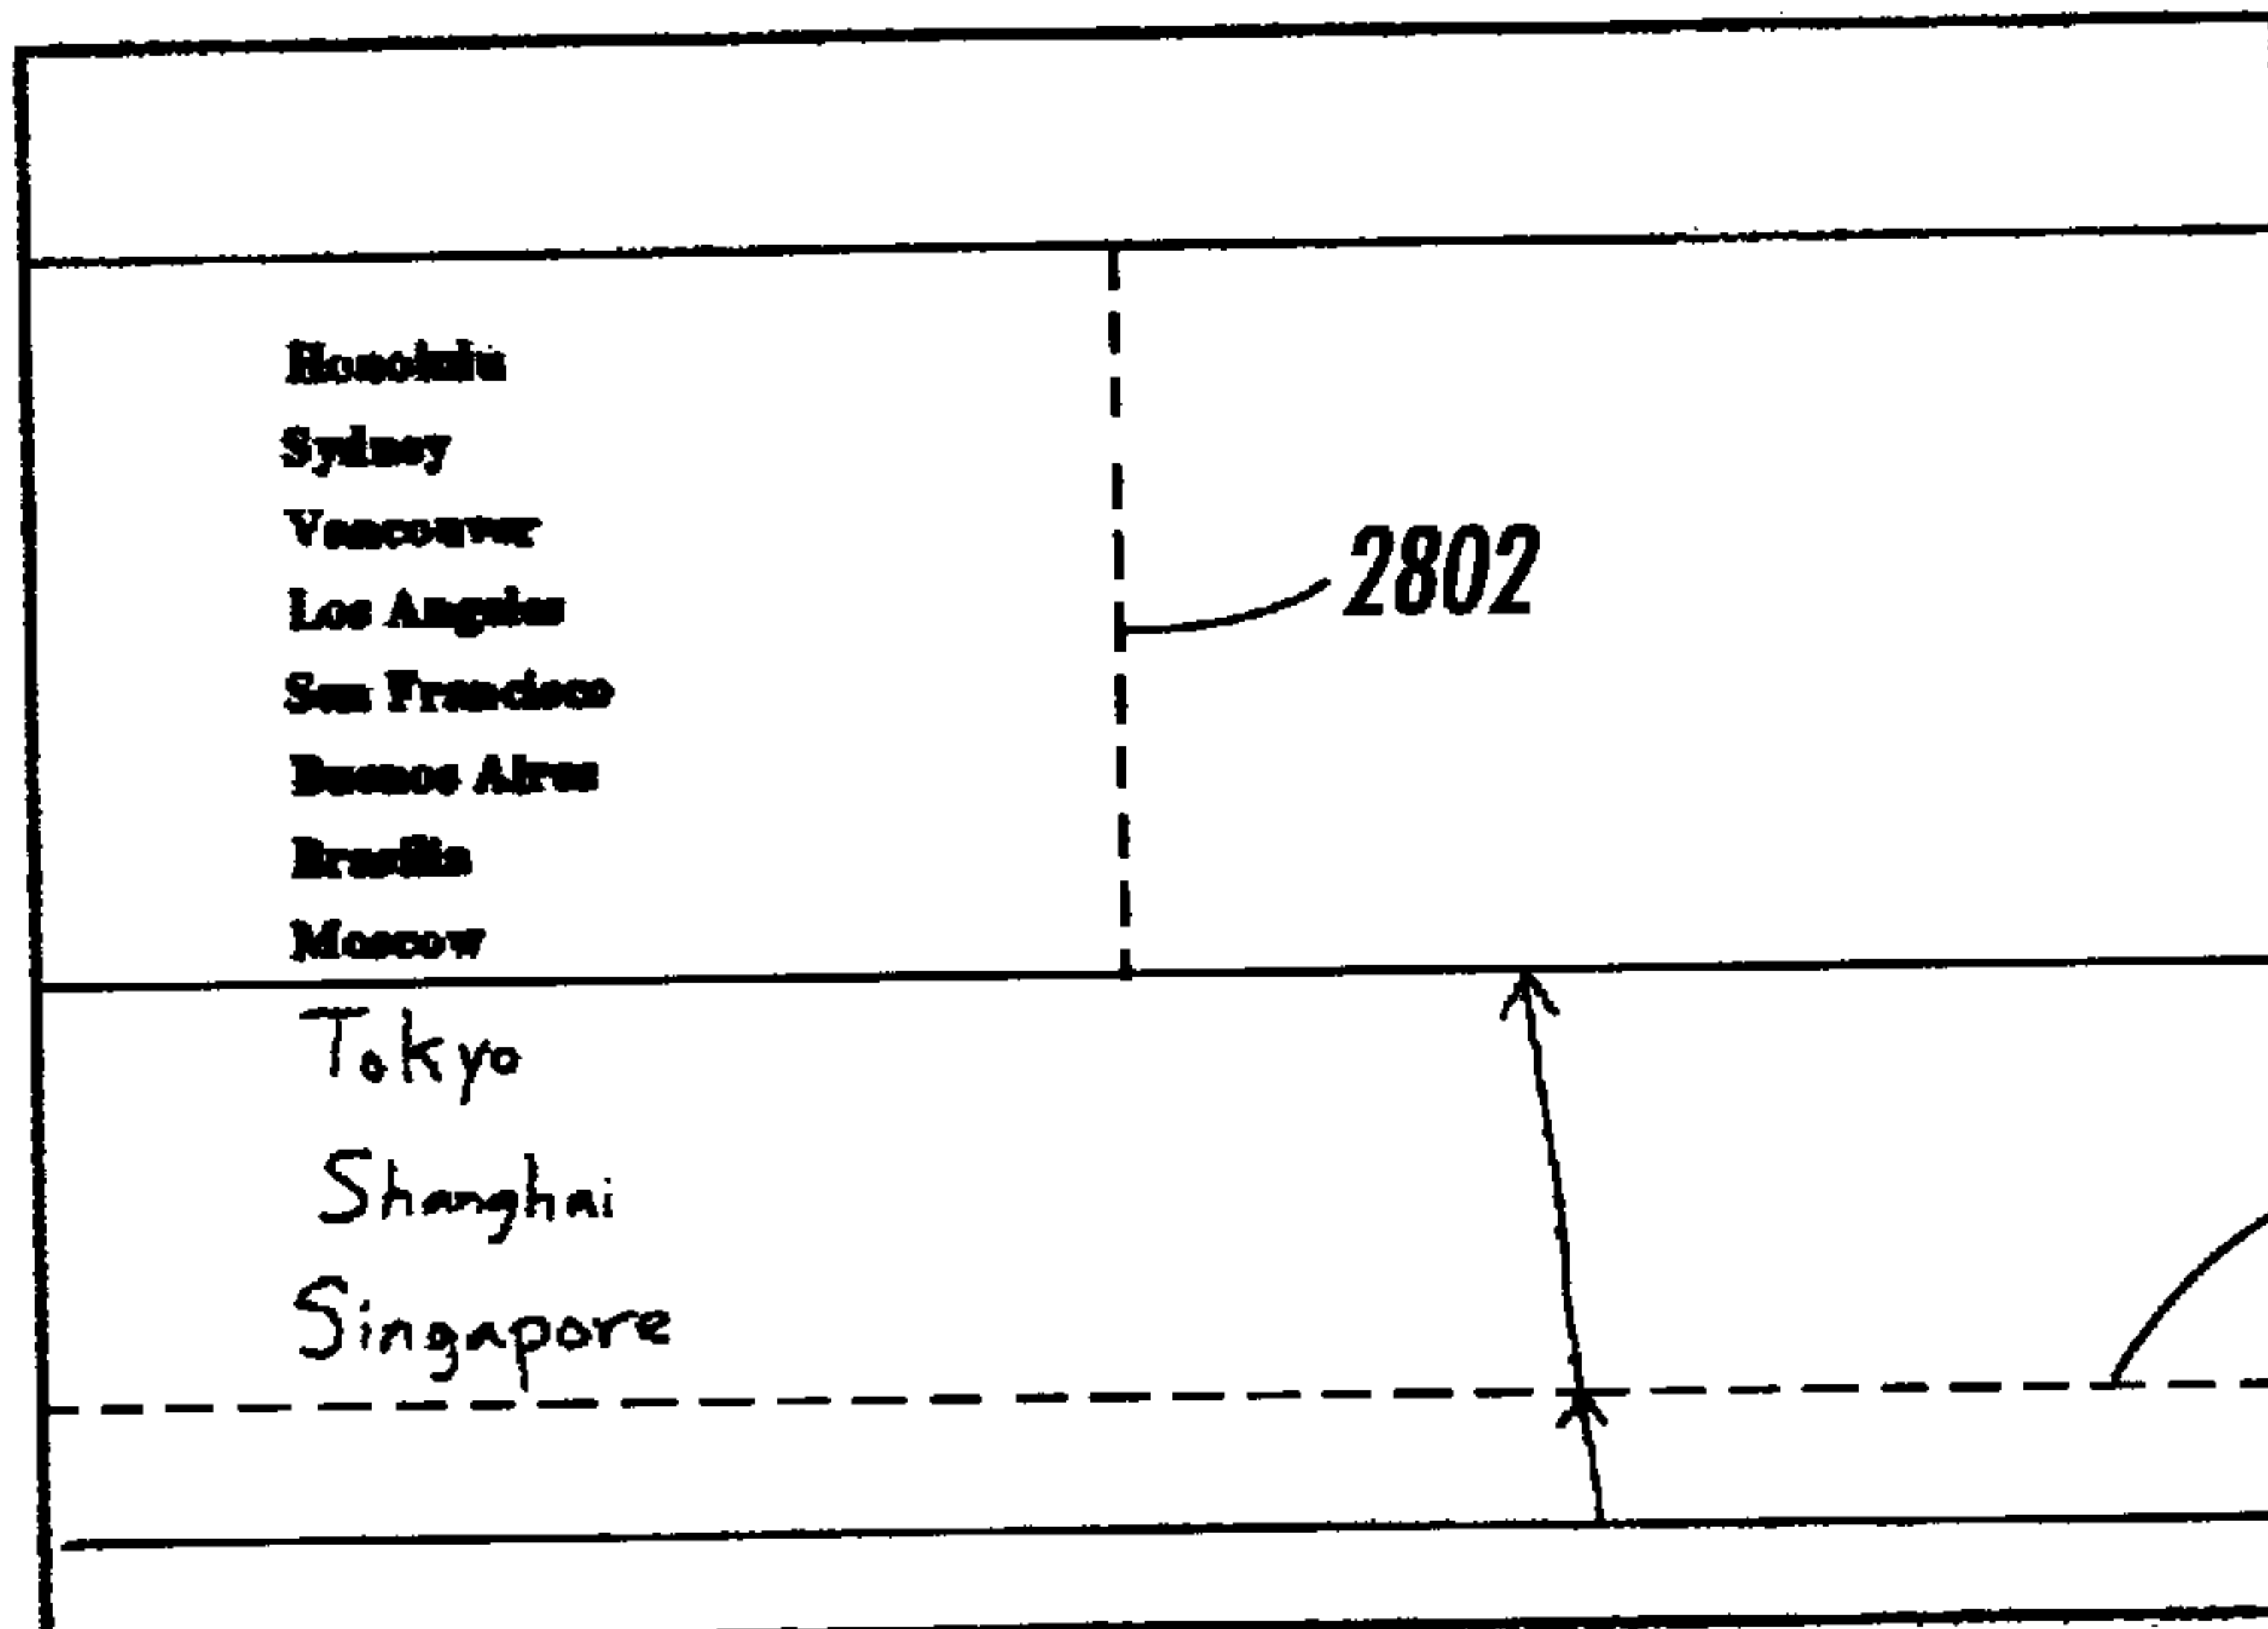 Honolulu
Sydney
Vancouver
2802
Los Angeles
San Francisco
Buenos Aires
Brasilia
Moscow
Tokyo
Shanghai
Singapore